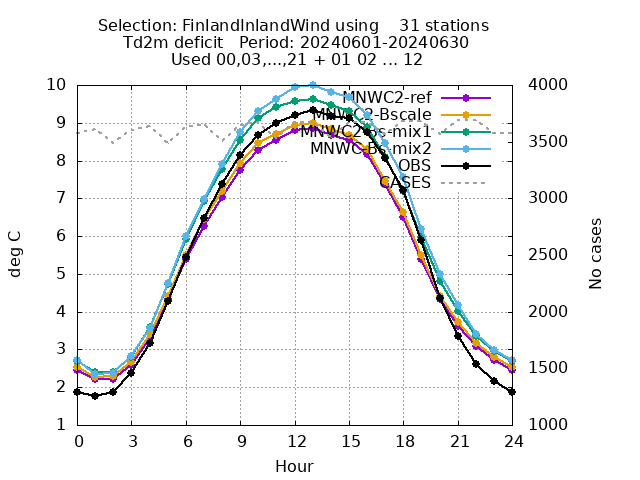 Selection: FinlandInlandWind using    31 stations
Td2m deficit   Period: 20240601-20240630
Used 00,03,...,21 + 01 02 ... 12
MNWC2-ref
MNWC2-Bscale
MNWC2-Bs-mix1
MNWC-Bs-mix2
OBS
CASES
deg C
10
9
8
7
6
5
4
3
2
1
4000
3500
3000
2500
2000
1500
1000
No cases
0 3 6 9 12 15 18 21 24
Hour